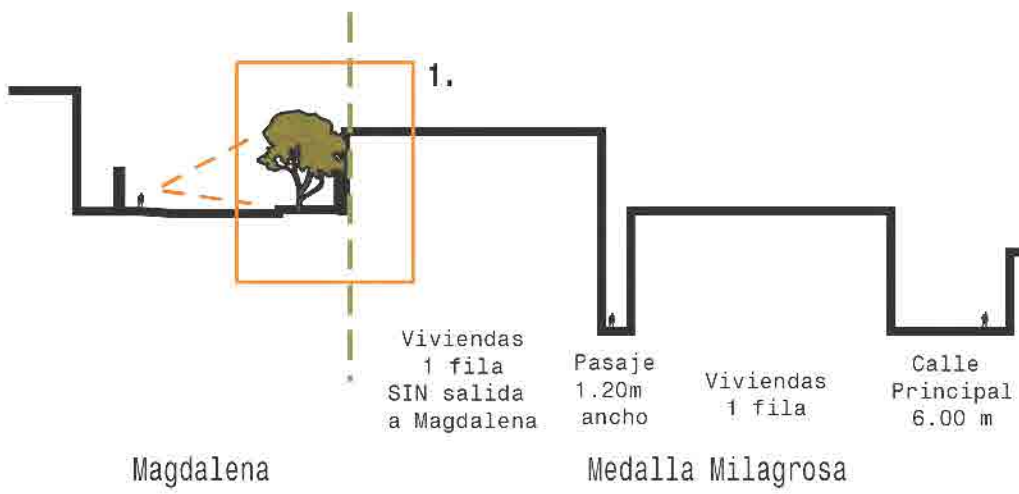 1.
Viviendas
1 fila
SIN salida
a Magdalena
Pasaje
1.20m
ancho
Viviendas
1 fila
Calle
Principal
6.00 m
Magdalena
Medalla Milagrosa